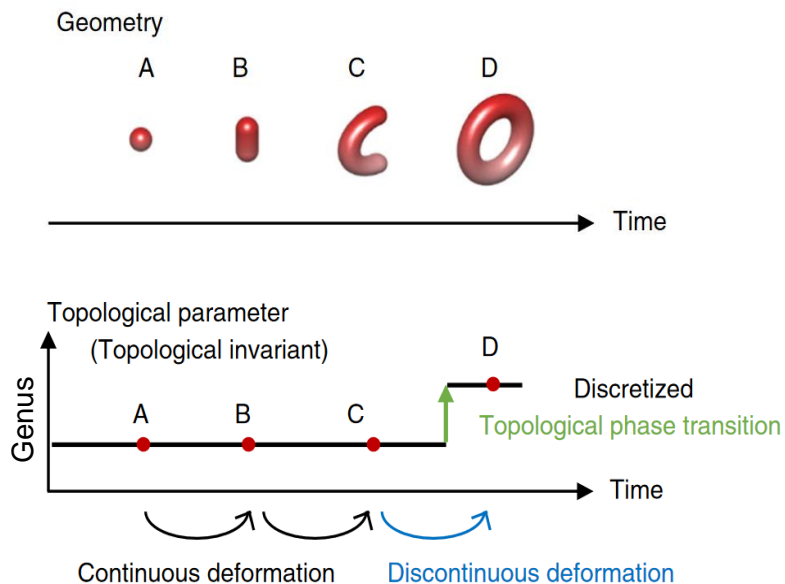 Geometry
A B C D
Time
Topological parameter
(Topological invariant)
D
Discretized
A B C
Topological phase transition
Genus
Time
Continuous deformation Discontinuous deformation